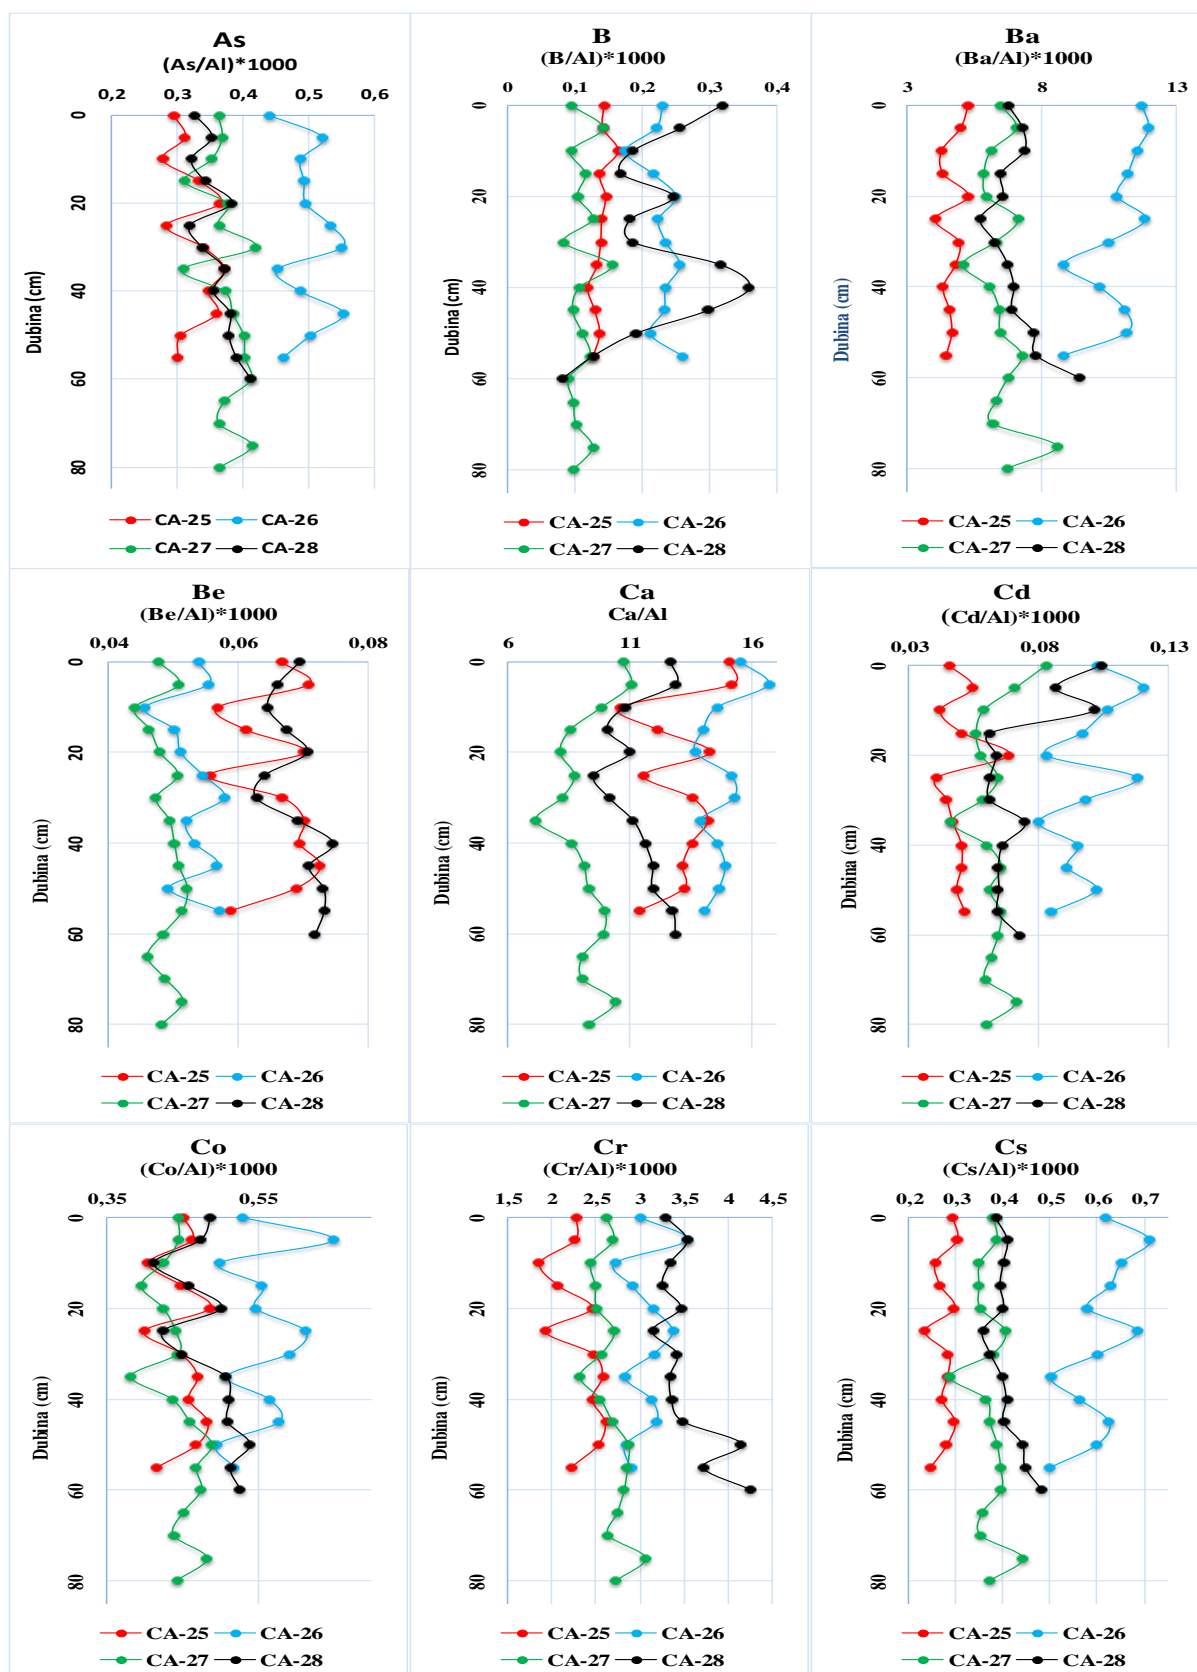 As
(As/Al)*1000
0,2 0,3 0,4 0,5 0,6
0
20
40
60
80
Dubina (cm)
CA-25 CA-26
CA-27 CA-28
B
(B/Al)*1000
0 0,1 0,2 0,3 0,4
0
20
40
60
80
Dubina (cm)
CA-25 CA-26
CA-27 CA-28
Ba
(Ba/Al)*1000
3 8 13
0
20
40
60
80
Dubina (cm)
CA-25 CA-26
CA-27 CA-28
Be
(Be/Al)*1000
0,04 0,06 0,08
0
20
40
60
80
Dubina (cm)
CA-25 CA-26
CA-27 CA-28
Ca
Ca/Al
6 11 16
0
20
40
60
80
Dubina (cm)
CA-25 CA-26
CA-27 CA-28
Cd
(Cd/Al)*1000
0,03 0,08 0,13
0
20
40
60
80
Dubina (cm)
CA-25 CA-26
CA-27 CA-28
Co
(Co/Al)*1000
0,35 0,55
0
20
40
60
80
Dubina (cm)
CA-25 CA-26
CA-27 CA-28
Cr
(Cr/Al)*1000
1,5 2 2,5 3 3,5 4 4,5
0
20
40
60
80
Dubina (cm)
CA-25 CA-26
CA-27 CA-28
Cs
(Cs/Al)*1000
0,2 0,3 0,4 0,5 0,6 0,7
0
20
40
60
80
Dubina (cm)
CA-25 CA-26
CA-27 CA-28